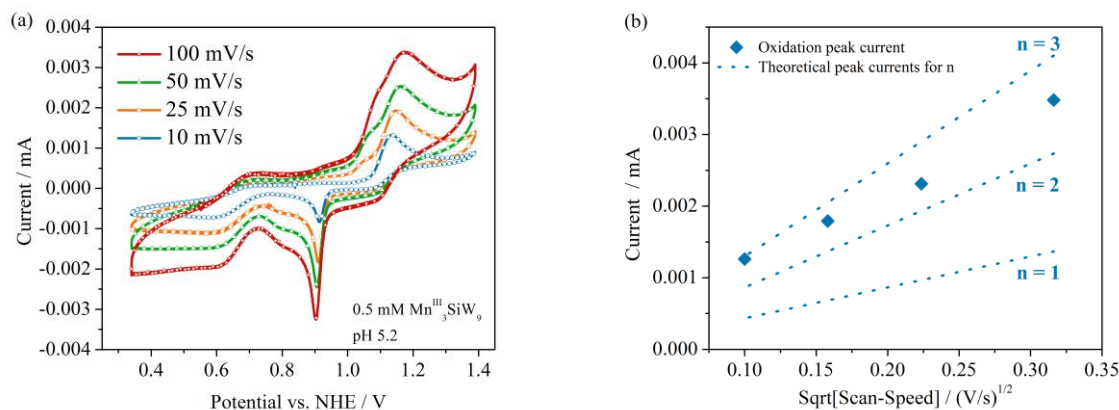 (a)
100 mV/s
50 mV/s
25 mV/s
10 mV/s
0.5 mM Mn^III_3SiW_9
pH 5.2
0.004
0.003
0.002
0.001
0.000
-0.001
-0.002
-0.003
-0.004
Current / mA
0.4 0.6 0.8 1.0 1.2 1.4
Potential vs. NHE / V
(b)
Oxidation peak current
Theoretical peak currents for n
n = 3
n = 2
n = 1
0.004
0.003
0.002
0.001
0.000
Current / mA
0.10 0.15 0.20 0.25 0.30
Sqrt[Scan-Speed] / (V/s)^1/2